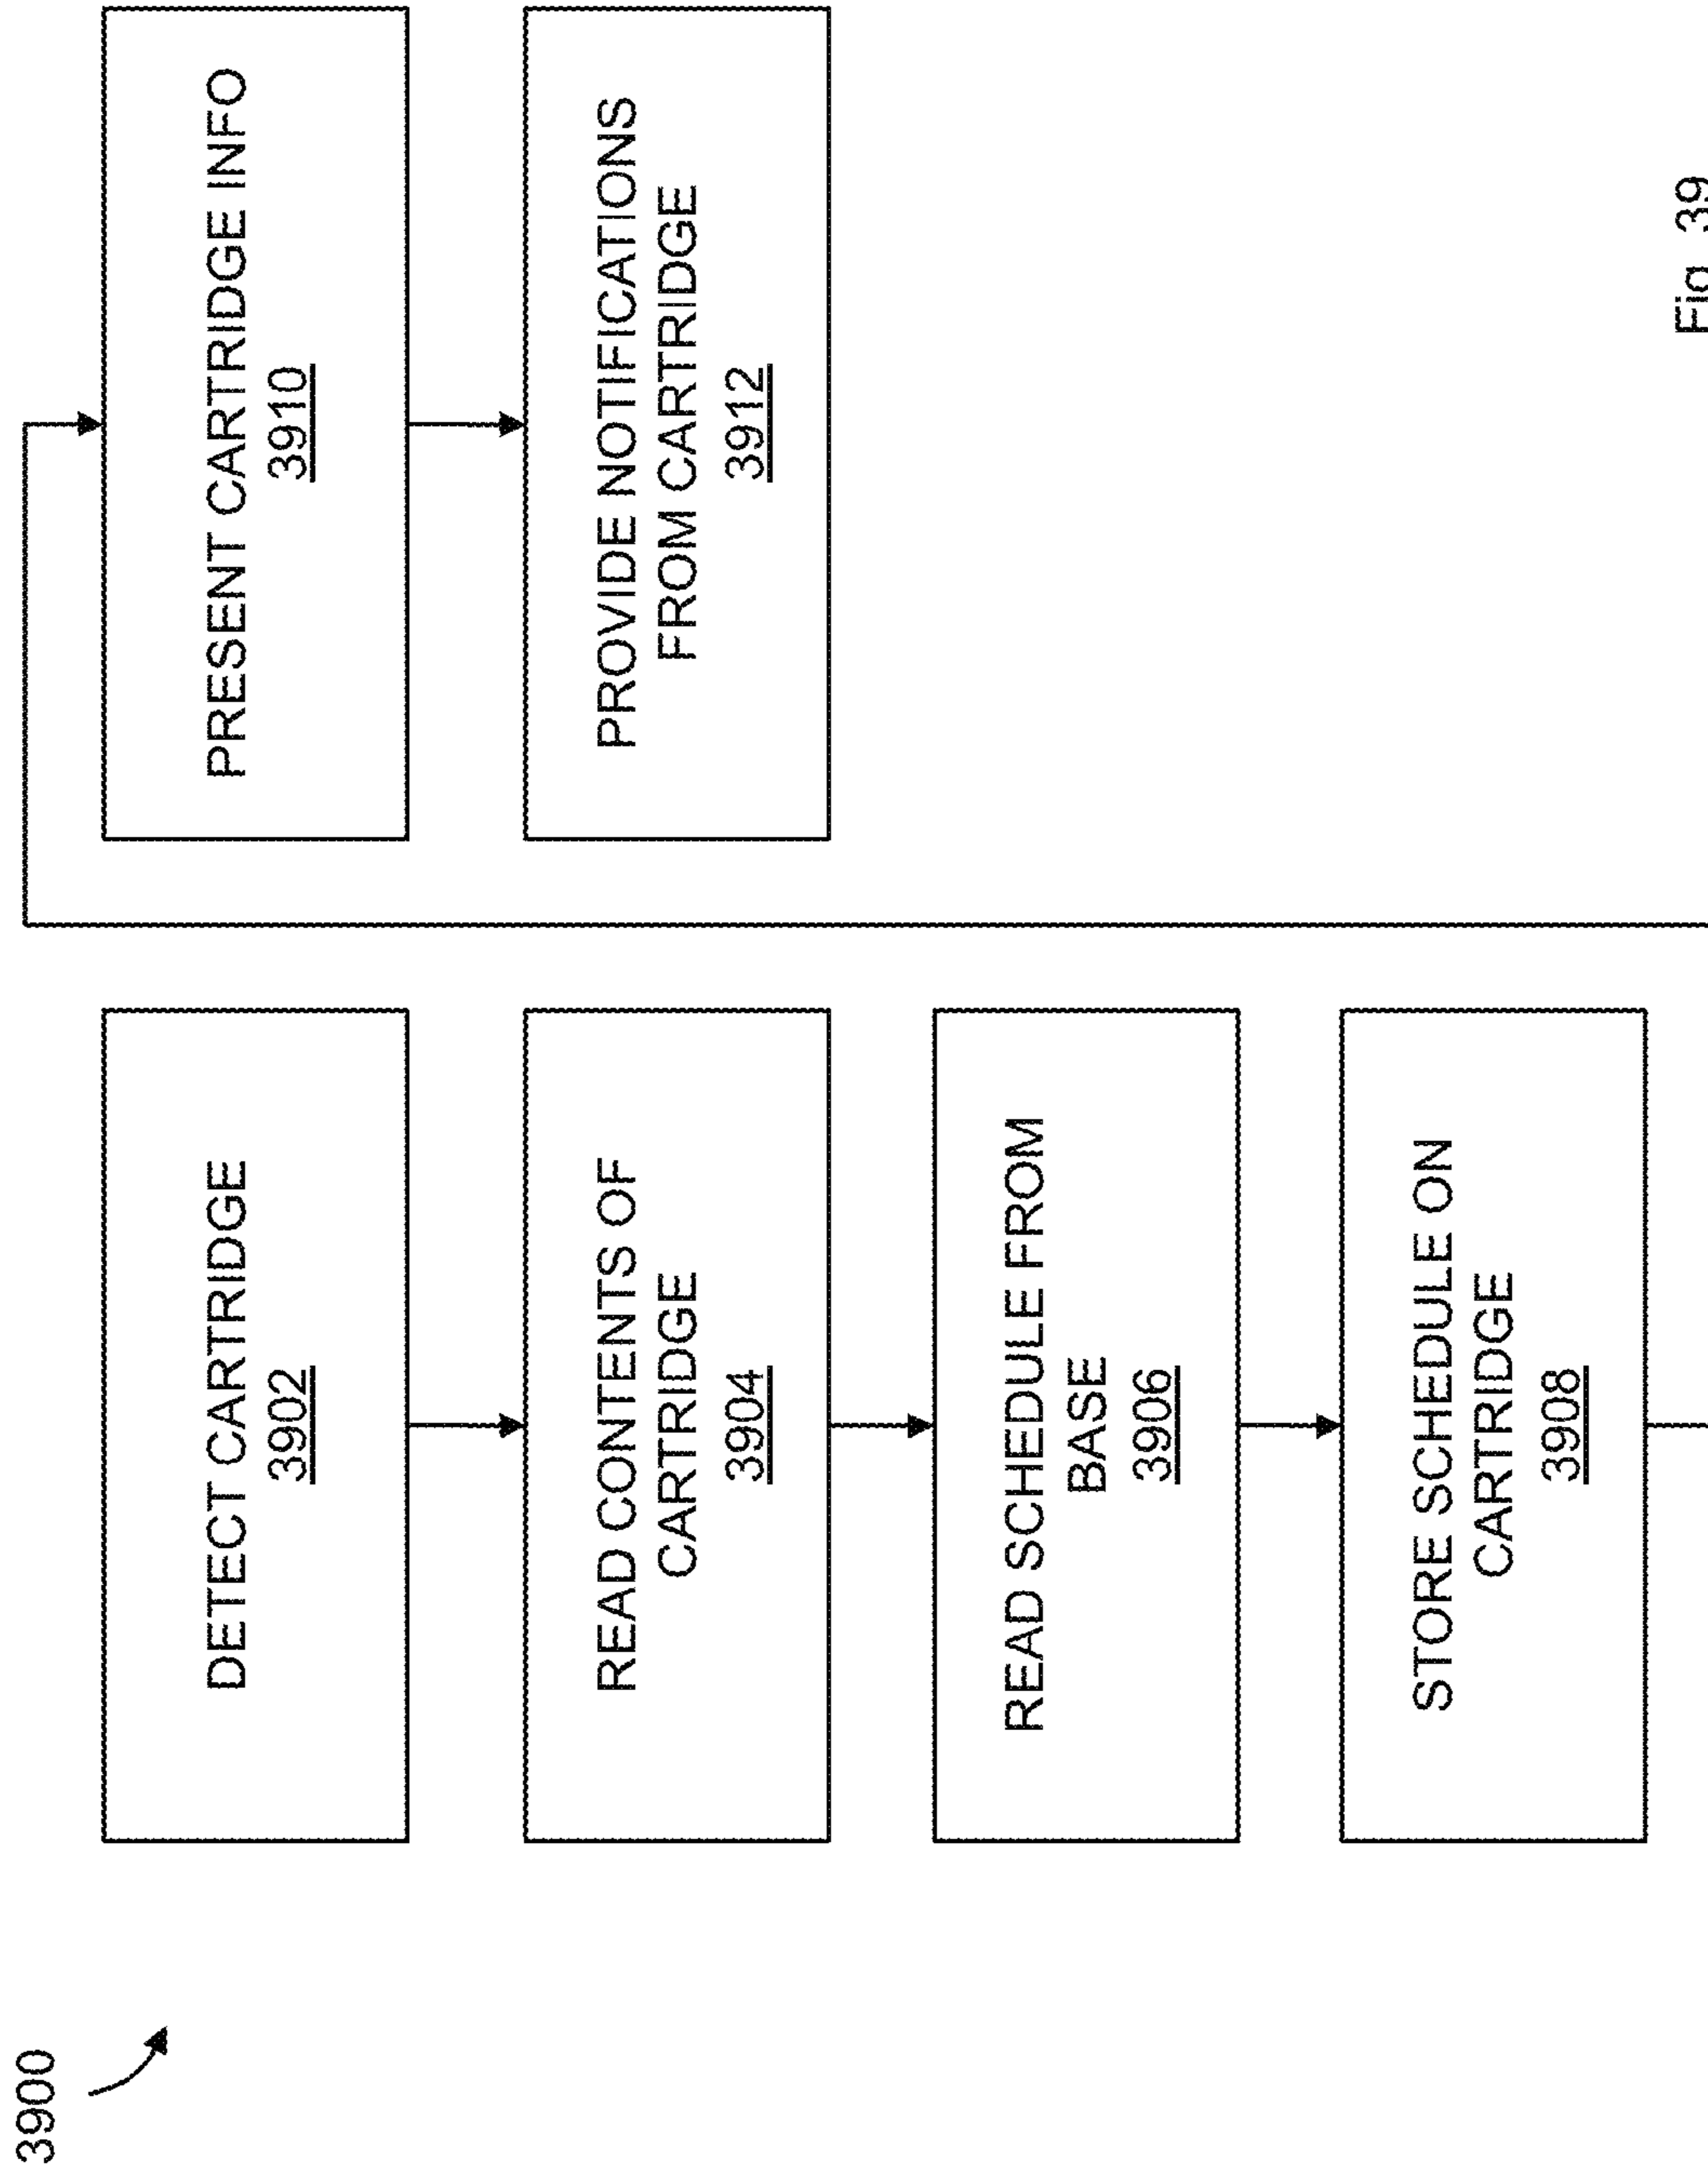 3900
DETECT CARTRIDGE
3902
READ CONTENTS OF
CARTRIDGE
3904
READ SCHEDULE FROM
BASE
3906
STORE SCHEDULE ON
CARTRIDGE
3908
PRESENT CARTRIDGE INFO
3910
PROVIDE NOTIFICATIONS
FROM CARTRIDGE
3912
Fig. 39